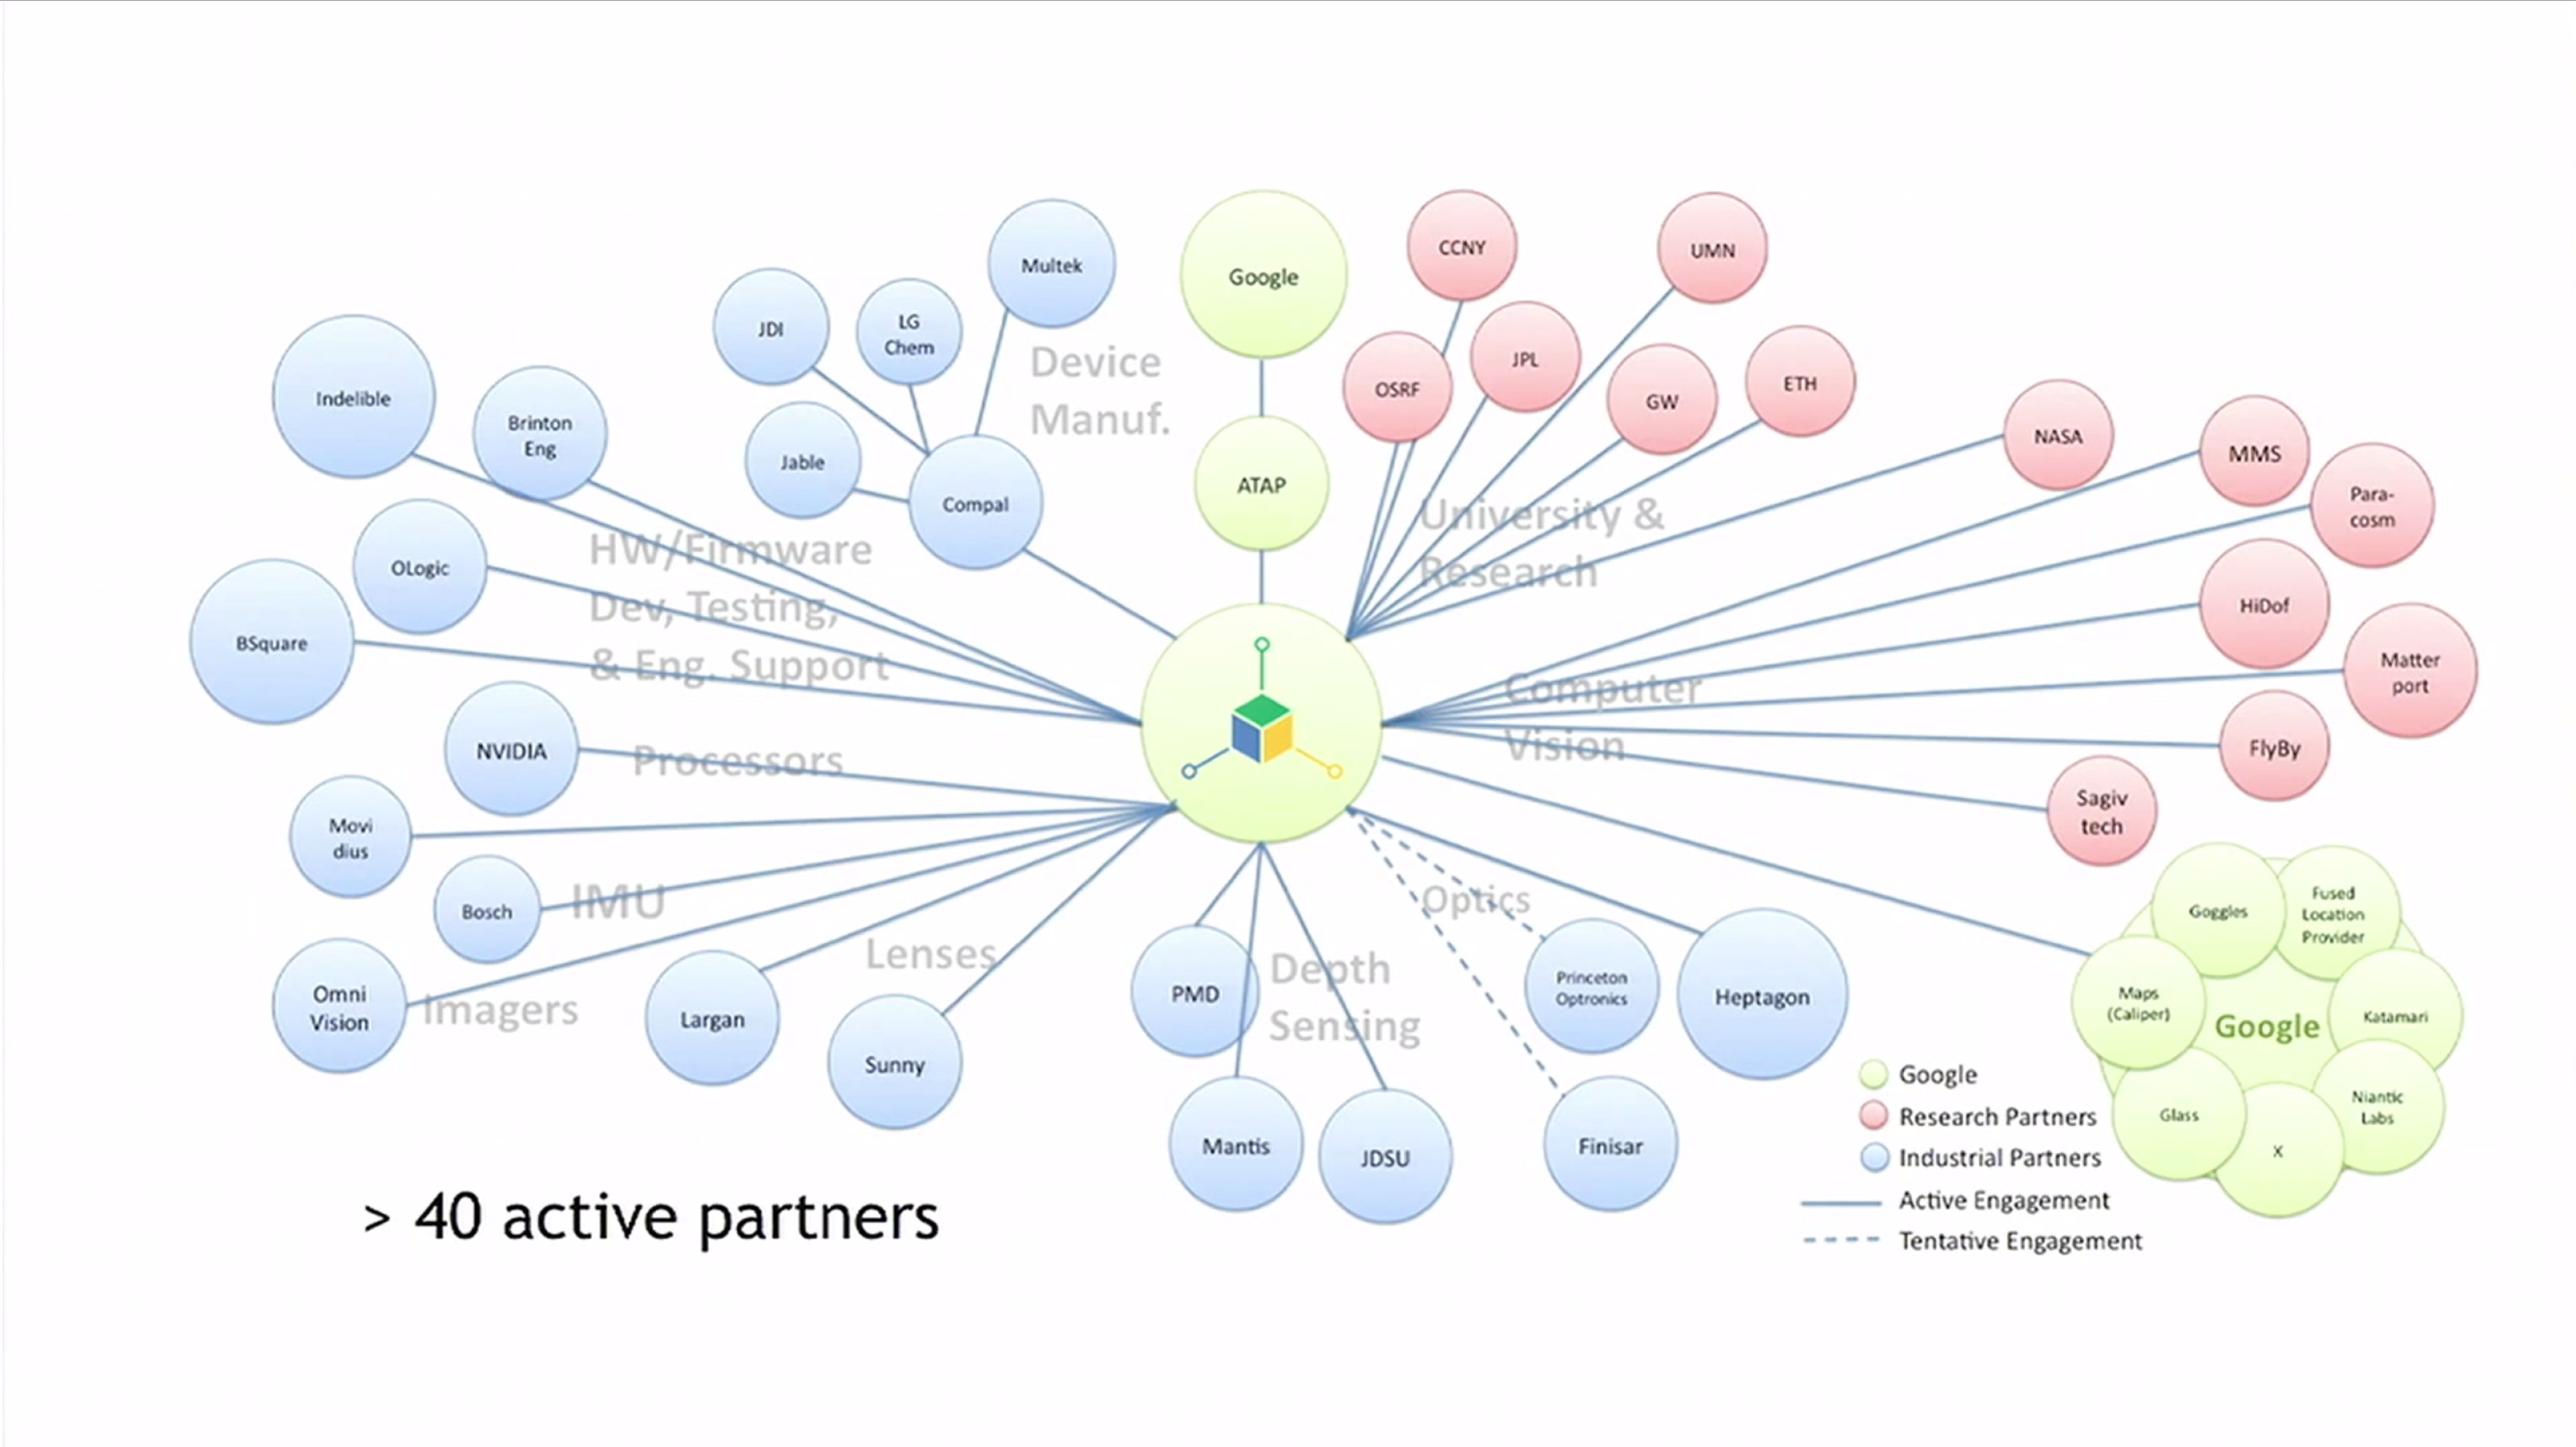 Multek
Google
CCNY
UMN
JDI
LG
Chem
Device
Manuf.
OSRF
JPL
GW
ETH
Indelible
Brinton
Eng
Jable
Compal
ATAP
NASA
MMS
Para-
cosm
University &
Research
OLogic
HW/Firmware
Dev, Testing,
& Eng. Support
BSquare
HiDof
Matter
port
Computer
Vision
FlyBy
NVIDIA
Processors
Sagiv
tech
Movi
dius
Bosch
IMU
Omni
Vision
Imagers
Largan
Lenses
Sunny
PMD
Depth
Sensing
Mantis
JDSU
Optics
Princeton
Optronics
Heptagon
Finisar
Goggles
Fused
Location
Provider
Maps
(Caliper)
Google
Katamari
Glass
Niantic
Labs
X
Google
Research Partners
Industrial Partners
Active Engagement
Tentative Engagement
> 40 active partners